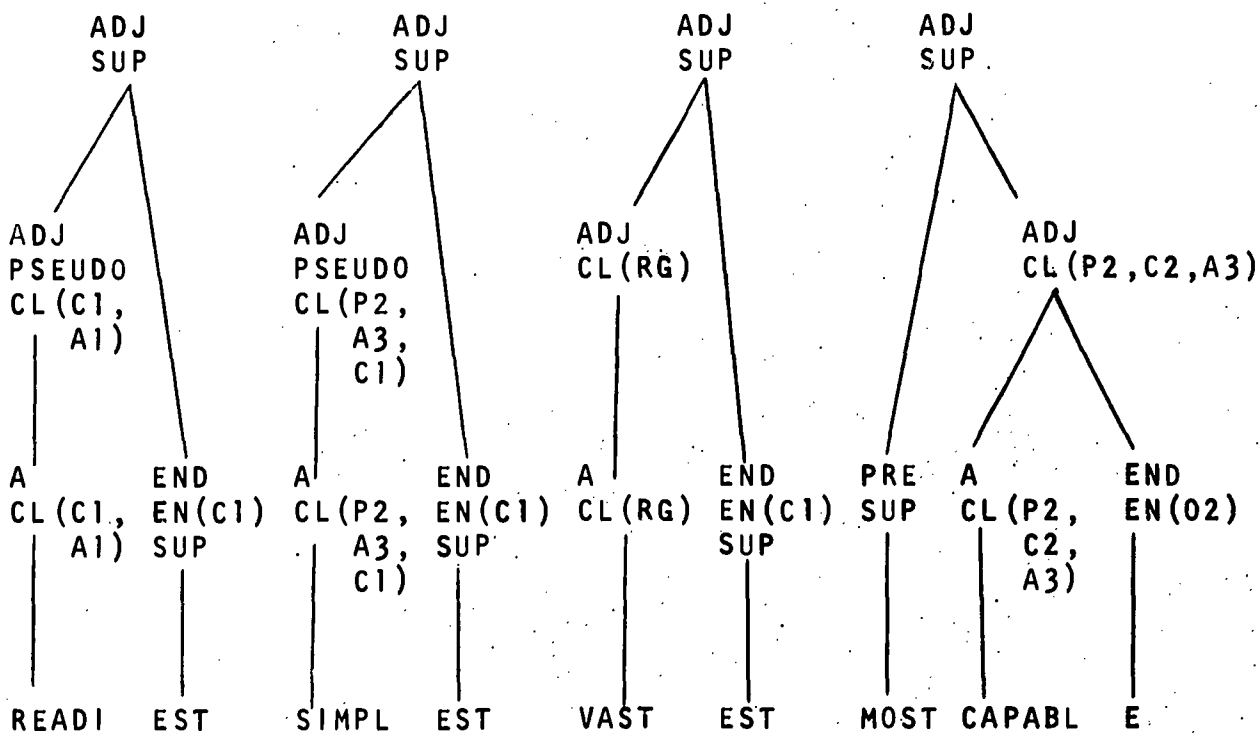 ADJ ADJ ADJ ADJ
SUP SUP SUP SUP
ADJ ADJ ADJ ADJ
PSEUDO PSEUDO CL(RG) CL(P2,C2,A3)
CL(C1, CL(P2,
A1) A3,
C1)
A END A END A END PRE A END
CL(C1, EN(C1) CL(P2, EN(C1) CL(RG) EN(C1) SUP CL(P2, EN(02)
A1) SUP A3, SUP SUP C2,
C1) A3)
READI EST SIMPL EST VAST EST MOST CAPABL E